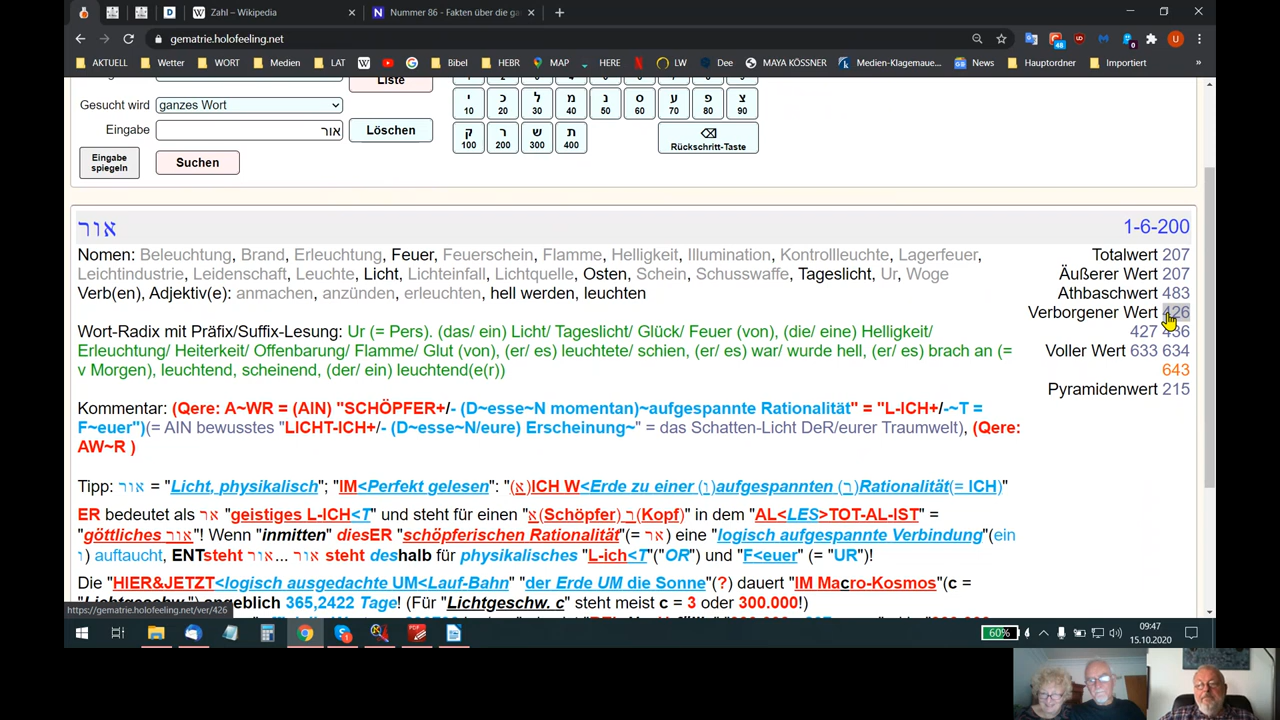 Zahl – Wikipedia
Nummer 86 - Fakten über die ga
gematrie.holofeeling.net
AKTUELL Wetter WORT Medien LAT Bibel HEBR MAP HERE LW Dee MAYA KÖSSNER Medien-Klagemaue... News Hauptordner Importiert
Liste
Gesucht wird ganzes Wort
Eingabe אור
Löschen
Eingabe spiegeln
Suchen
י כ ל מ נ ס ע פ צ
10 20 30 40 50 60 70 80 90
ק ר ש ת
100 200 300 400
Rückschritt-Taste
אור 1-6-200
Nomen: Beleuchtung, Brand, Erleuchtung, Feuer, Feuerschein, Flamme, Helligkeit, Illumination, Kontrollleuchte, Lagerfeuer,
Leichtindustrie, Leidenschaft, Leuchte, Licht, Lichteinfall, Lichtquelle, Osten, Schein, Schusswaffe, Tageslicht, Ur, Woge
Verb(en), Adjektiv(e): anmachen, anzünden, erleuchten, hell werden, leuchten
Totalwert 207
Äußerer Wert 207
Athbaschwert 483
Verborgener Wert 426
427 436
Voller Wert 633 634
643
Pyramidenwert 215
Wort-Radix mit Präfix/Suffix-Lesung: Ur (= Pers). (das/ ein) Licht/ Tageslicht/ Glück/ Feuer (von), (die/ eine) Helligkeit/
Erleuchtung/ Heiterkeit/ Offenbarung/ Flamme/ Glut (von), (er/ es) leuchtete/ schien, (er/ es) war/ wurde hell, (er/ es) brach an (=
v Morgen), leuchtend, scheinend, (der/ ein) leuchtend(e(r))
Kommentar: (Qere: A~WR = (AIN) "SCHÖPFER+/- (D~esse~N momentan)~aufgespannte Rationalität" = "L-ICH+/-~T =
F~euer")(= AIN bewusstes "LICHT-ICH+/- (D~esse~N/eure) Erscheinung~" = das Schatten-Licht DeR/eurer Traumwelt), (Qere:
AW~R )
Tipp: אור = "Licht, physikalisch"; "IM<Perfekt gelesen": "(א)ICH W<Erde zu einer (ו)aufgespannten (ר)Rationalität(= ICH)"
ER bedeutet als אר "geistiges L-ICH<T" und steht für einen "א(Schöpfer) ר(Kopf)" in dem "AL<LES>TOT-AL-IST" =
"göttliches אור"! Wenn "inmitten" diesER "schöpferischen Rationalität"(= אר) eine "logisch aufgespannte Verbindung"(ein
ו) auftaucht, ENTsteht אור... אור steht deshalb für physikalisches "L-ich<T"("OR") und "F<euer" (= "UR")!
Die "HIER&JETZT<logisch ausgedachte UM<Lauf-Bahn" "der Erde UM die Sonne"(?) dauert "IM Macro-Kosmos"(c =
"Lichtgeschw.") angeblich 365,2422 Tage! (Für "Lichtgeschw. c" steht meist c = 3 oder 300.000!)
https://gematrie.holofeeling.net/ver/426
60%
09:47
15.10.2020